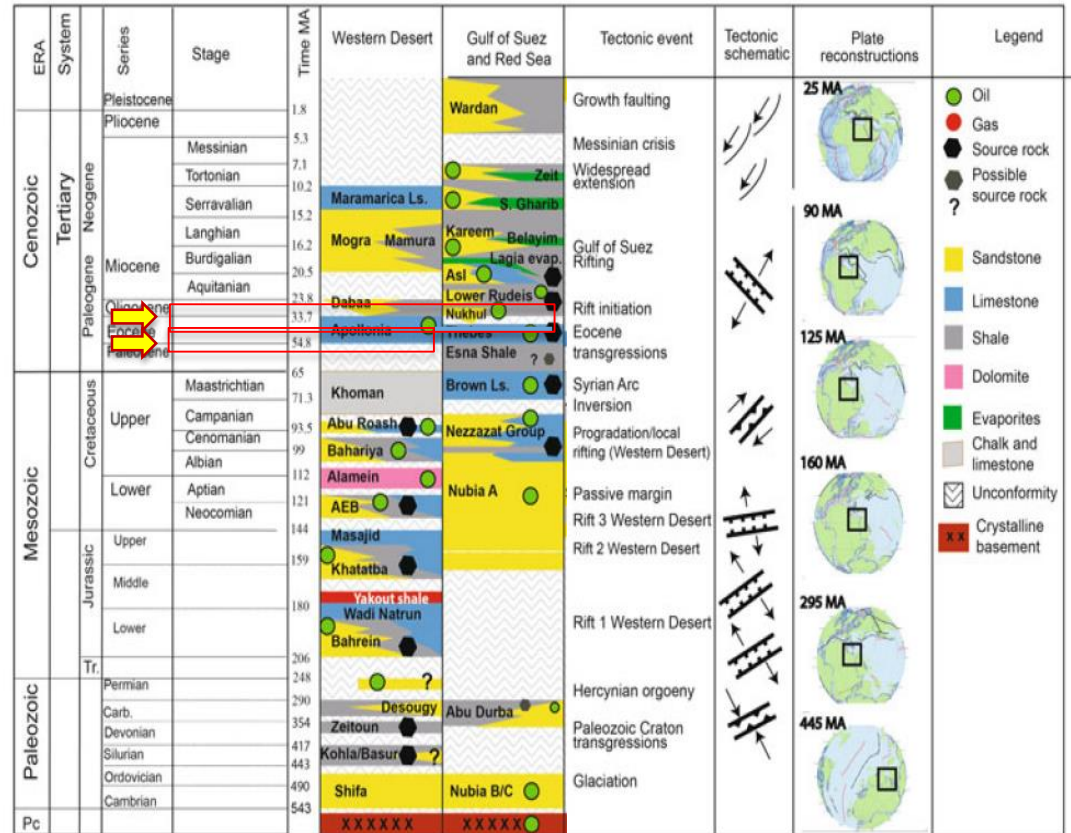 ERA
System
Series
Stage
Time MA
Western Desert
Gulf of Suez
and Red Sea
Tectonic event
Tectonic
schematic
Plate
reconstructions
Legend
Cenozoic
Tertiary
Neogene
Paleogene
Pleistocene
Pliocene
Miocene
Oligocene
Eocene
Paleocene
Messinian
Tortonian
Serravalian
Langhian
Burdigalian
Aquitanian
1.8
5.3
7.1
10.2
15.2
16.2
20.5
23.8
33.7
54.8
65
Maramarica Ls.
Mogra
Mamura
Dabaa
Apollonia
Wardan
Zeit
S. Gharib
Kareem
Belayim
Lagia evap.
Asl
Lower Rudeis
Nukhul
Thebes
Esna Shale
?
Growth faulting
Messinian crisis
Widespread
extension
Gulf of Suez
Rifting
Rift initiation
Eocene
transgressions
Mesozoic
Cretaceous
Jurassic
Tr.
Upper
Lower
Upper
Middle
Lower
Maastrichtian
Campanian
Cenomanian
Albian
Aptian
Neocomian
71.3
93.5
99
112
121
144
159
180
206
248
Khoman
Abu Roash
Bahariya
Alamein
AEB
Masajid
Khatatba
Yakout shale
Wadi Natrun
Bahrein
Brown Ls.
Nezzazat Group
Nubia A
Syrian Arc
Inversion
Progradation/local
rifting (Western Desert)
Passive margin
Rift 3 Western Desert
Rift 2 Western Desert
Rift 1 Western Desert
Paleozoic
Permian
Carb.
Devonian
Silurian
Ordovician
Cambrian
Pc
290
354
417
443
490
543
?
Desougy
Zeitoun
Kohla/Basur
?
Shifa
XXXXXX
Abu Durba
Nubia B/C
XXXXX
Hercynian orgoeny
Paleozoic Craton
transgressions
Glaciation
25 MA
90 MA
125 MA
160 MA
295 MA
445 MA
Oil
Gas
Source rock
Possible
source rock
?
Sandstone
Limestone
Shale
Dolomite
Evaporites
Chalk and
limestone
Unconformity
X X
Crystalline
basement